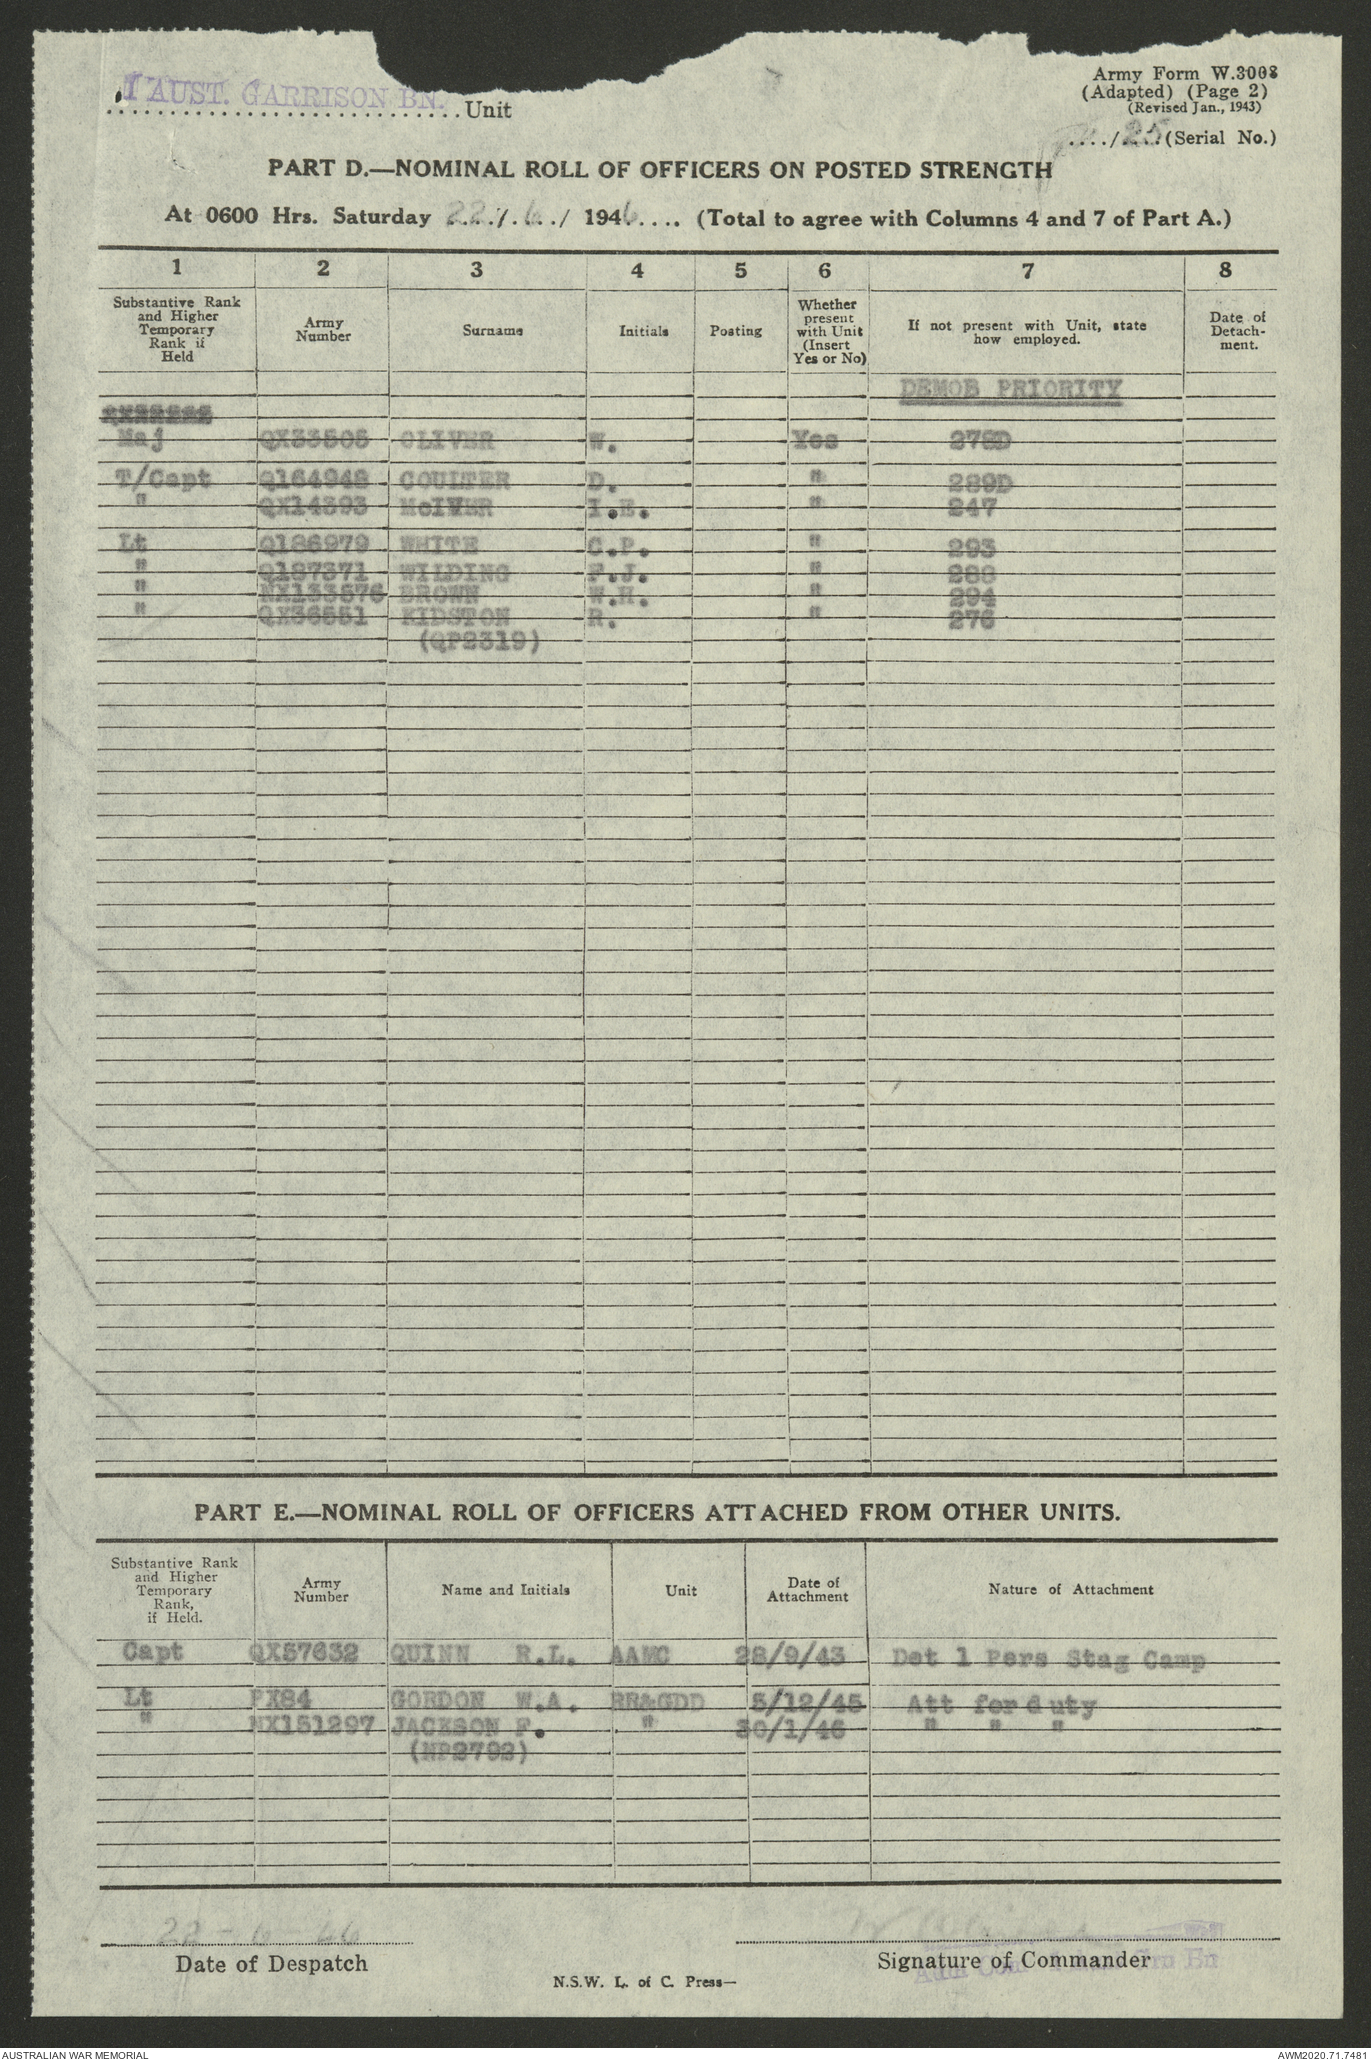 1 AUST. GARRISON BN. Unit
Army Form W.3008
(Adapted) (Page 2)
(Revised Jan., 1943)
..../ 25 (Serial No.)
PART D.—NOMINAL ROLL OF OFFICERS ON POSTED STRENGTH
At 0600 Hrs. Saturday 22 / 6 / 1946.... (Total to agree with Columns 4 and 7 of Part A.)
1 2 3 4 5 6 7 8
Substantive Rank and Higher Temporary Rank if Held Army Number Surname Initials Posting Whether present with Unit (Insert Yes or No) If not present with Unit, state how employed. Date of Detach-ment.
DEMOB PRIORITY
Maj QX33505 OLIVER W. Yes 278D
T/Capt Q164948 COULTER D. " 289D
" QX14393 McIVER I.E. " 247
Lt Q186979 WHITE C.P. " 293
" Q187371 WILDING F.J. " 288
" NX133576 BROWN W.H. " 294
" QX36551 KIDSTON R. " 276
(QP2319)
PART E.—NOMINAL ROLL OF OFFICERS ATTACHED FROM OTHER UNITS.
Substantive Rank and Higher Temporary Rank, if Held. Army Number Name and Initials Unit Date of Attachment Nature of Attachment
Capt QX57632 QUINN R.L. AAMC 28/9/43 Det 1 Pers Stag Camp
Lt PX84 GORDON W.A. RR&GDD 5/12/45 Att for duty
" NX151297 JACKSON F. " 30/1/46 " " "
(NP2792)
22 - 6 - 46
Date of Despatch
Signature of Commander
N.S.W. L. of C. Press—
AUSTRALIAN WAR MEMORIAL
AWM2020.71.7481